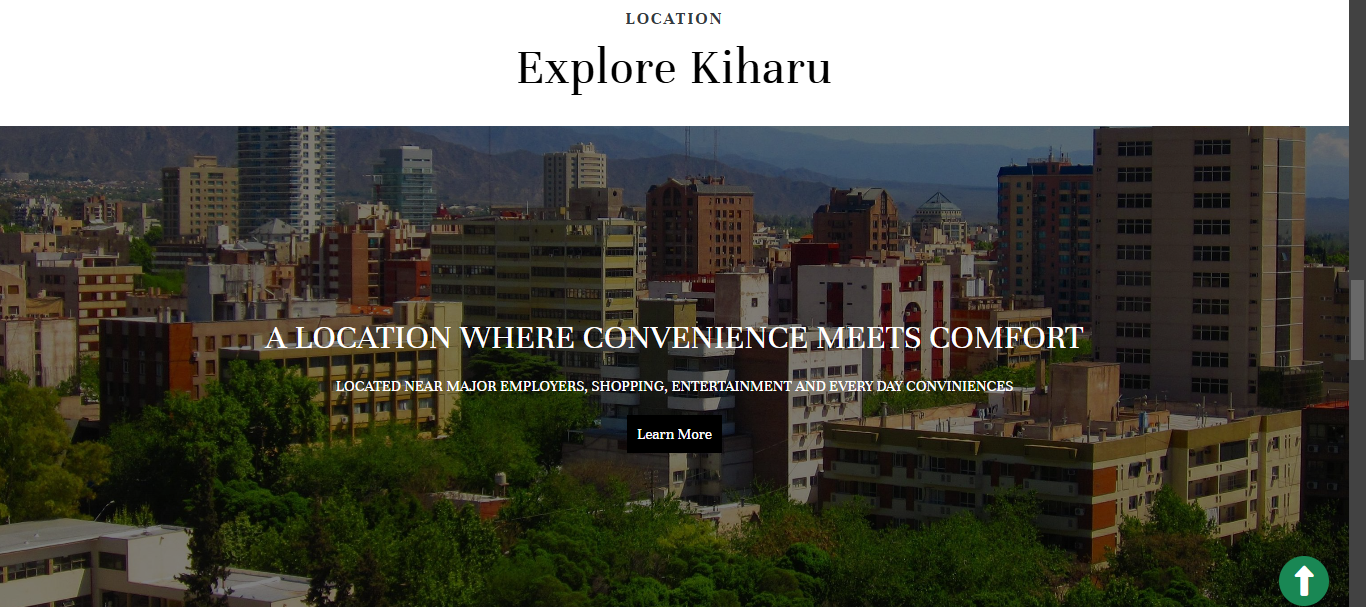 LOCATION
Explore Kiharu
A LOCATION WHERE CONVENIENCE MEETS COMFORT
LOCATED NEAR MAJOR EMPLOYERS, SHOPPING, ENTERTAINMENT AND EVERY DAY CONVINIENCES
Learn More